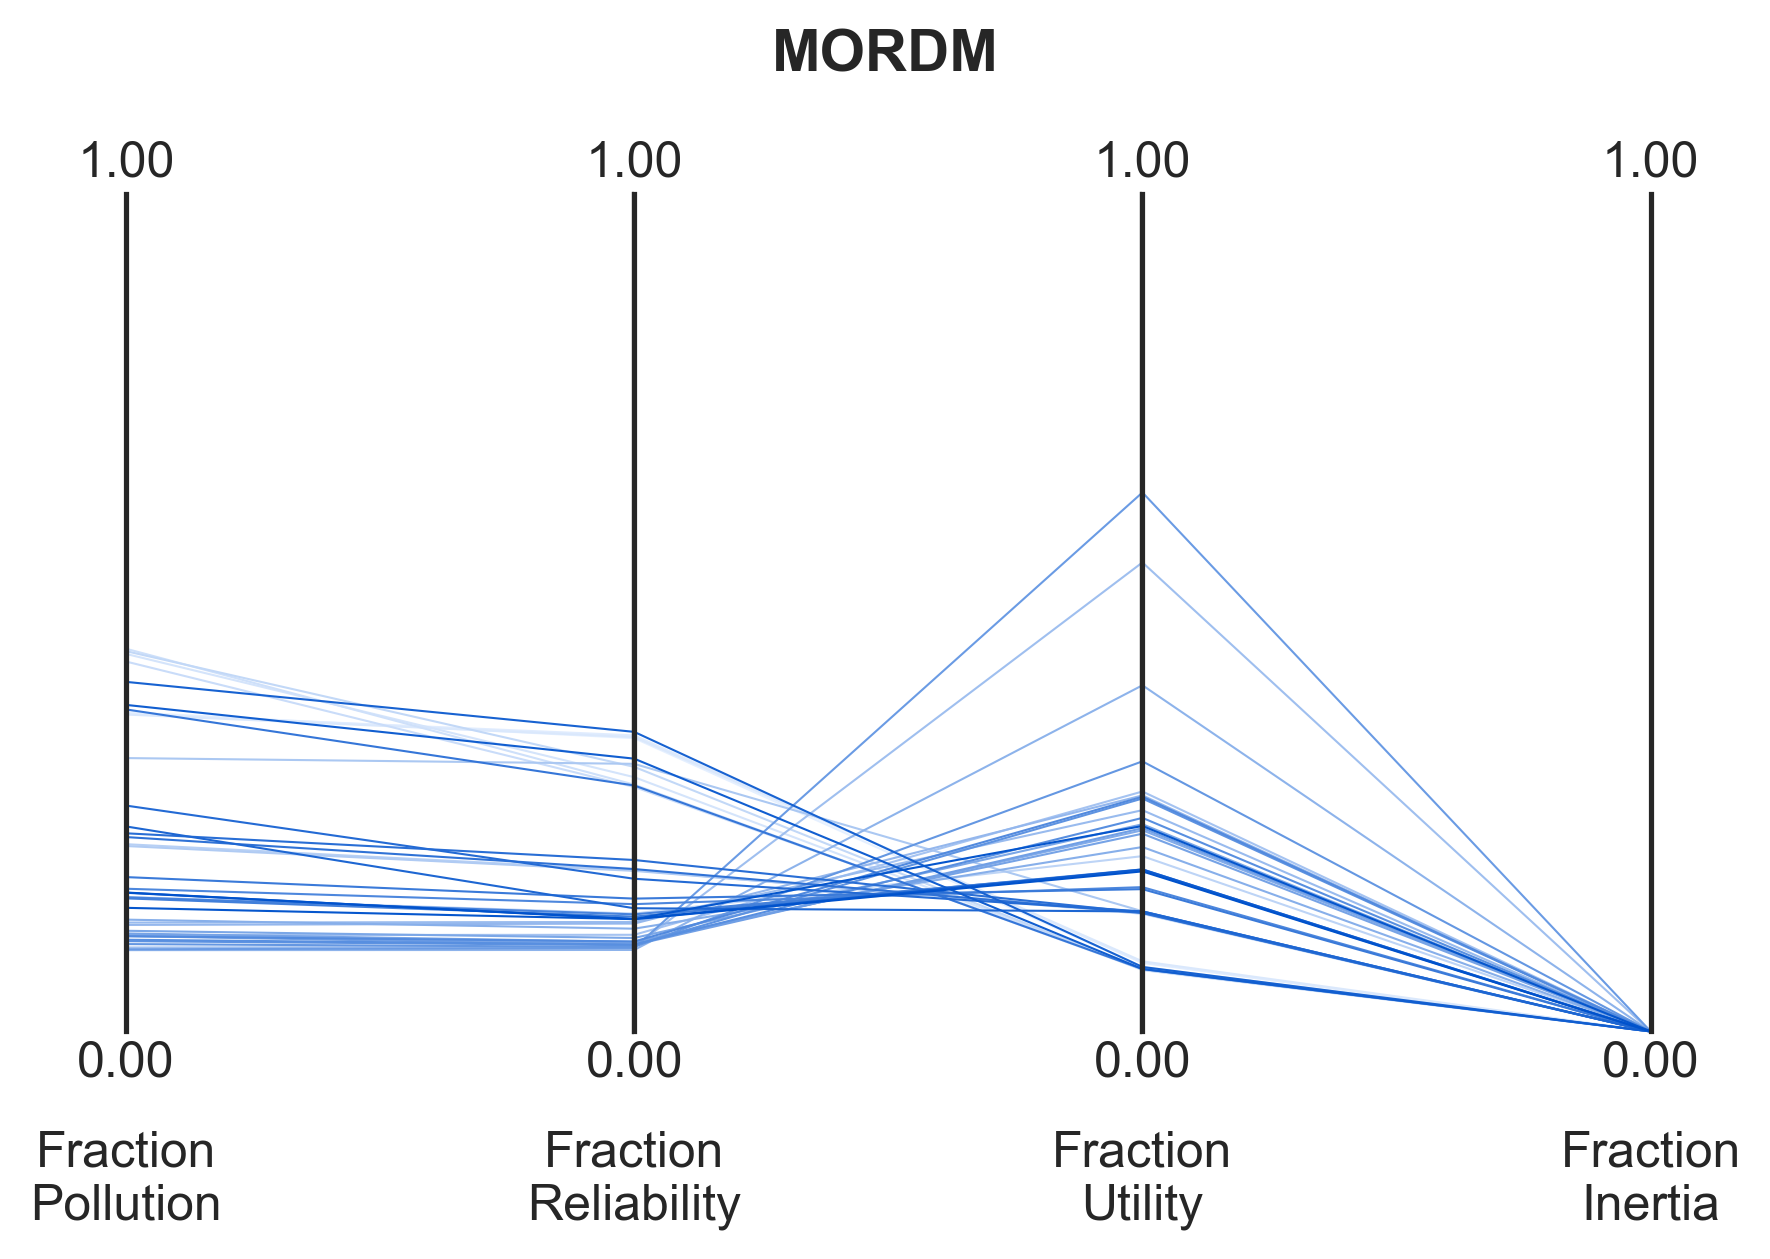 MORDM
1.00 1.00 1.00 1.00
0.00 0.00 0.00 0.00
Fraction Fraction Fraction Fraction
Pollution Reliability Utility Inertia